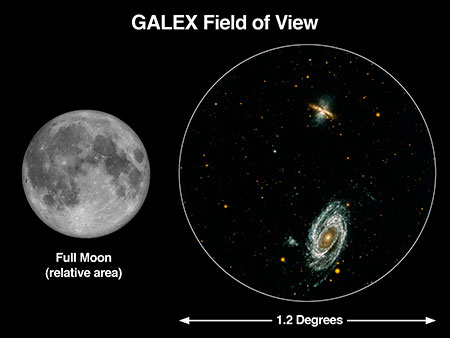 GALEX Field of View
Full Moon
(relative area)
1.2 Degrees